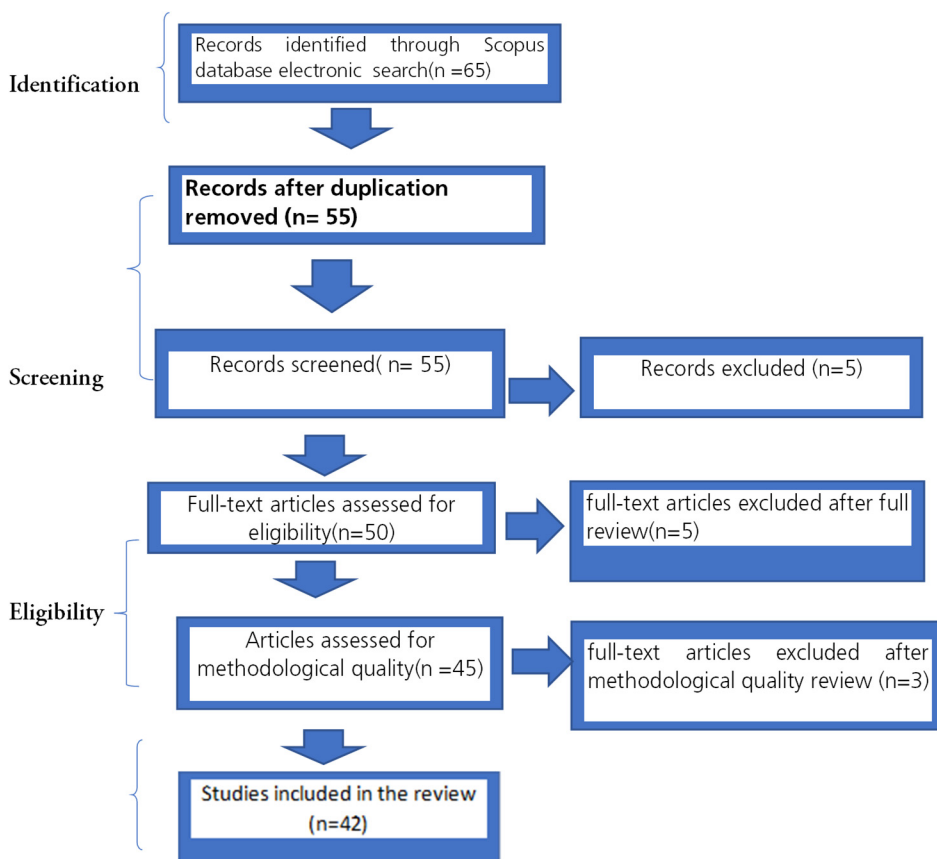 Records identified through Scopus
database electronic search(n =65)
Identification
Records after duplication
removed (n= 55)
Records screened( n= 55)
Records excluded (n=5)
Screening
Full-text articles assessed for
eligibility(n=50)
full-text articles excluded after full
review(n=5)
Eligibility
Articles assessed for
methodological quality(n =45)
full-text articles excluded after
methodological quality review (n=3)
Studies included in the review
(n=42)